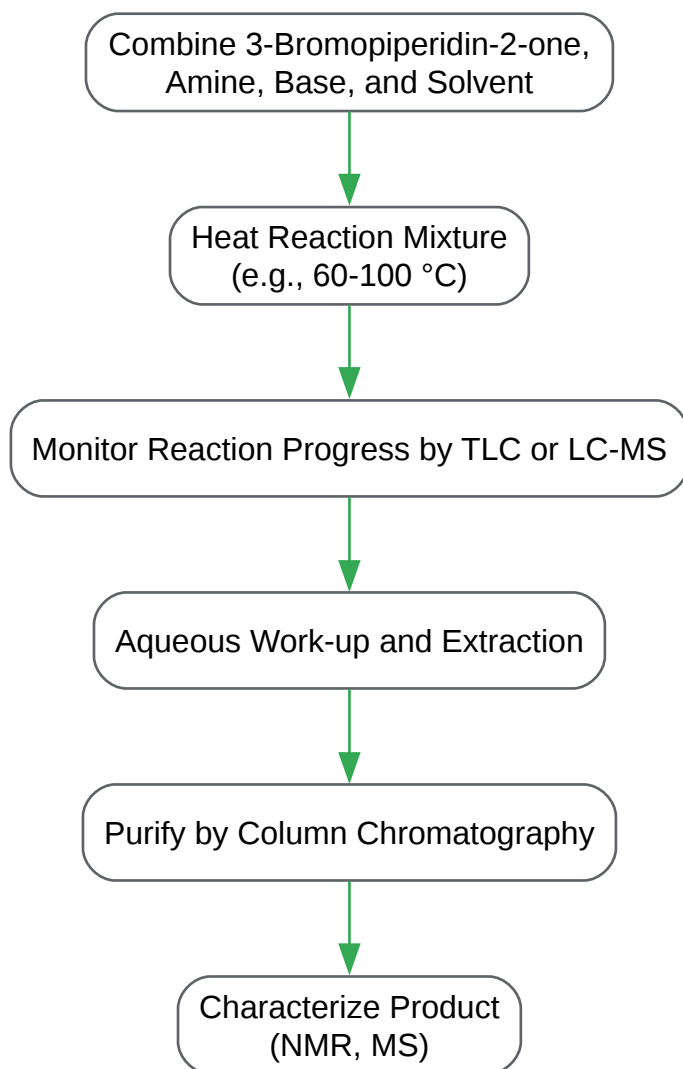 Combine 3-Bromopiperidin-2-one,
Amine, Base, and Solvent
Heat Reaction Mixture
(e.g., 60-100 °C)
Monitor Reaction Progress by TLC or LC-MS
Aqueous Work-up and Extraction
Purify by Column Chromatography
Characterize Product
(NMR, MS)